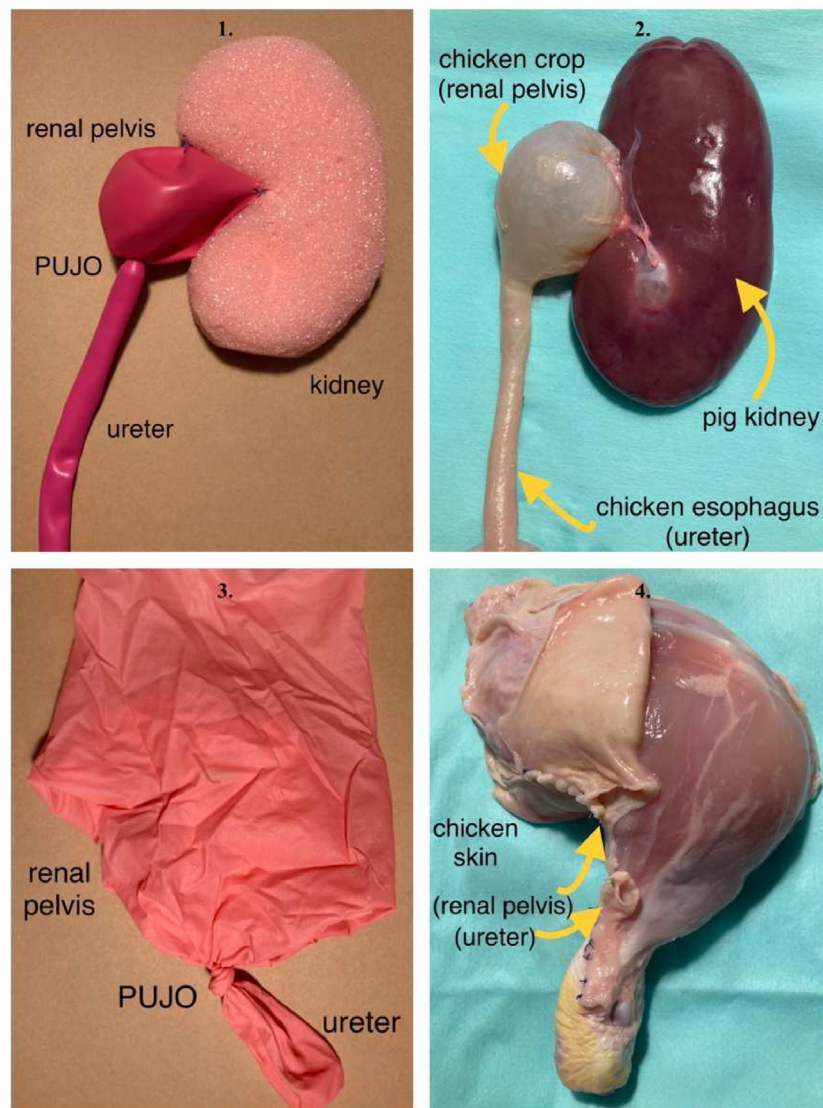 1.
renal pelvis
PUJO
ureter
kidney
2.
chicken crop
(renal pelvis)
pig kidney
chicken esophagus
(ureter)
3.
renal
pelvis
PUJO
ureter
4.
chicken
skin
(renal pelvis)
(ureter)